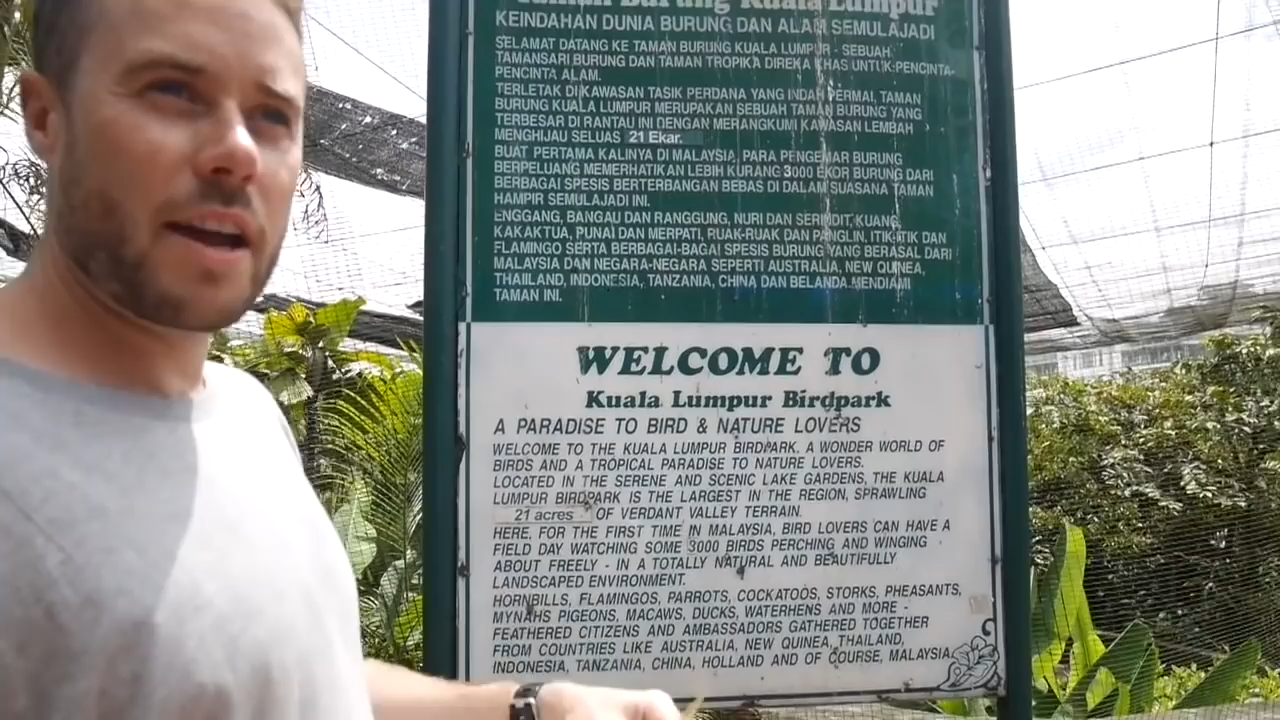 Taman Burung Kuala Lumpur
KEINDAHAN DUNIA BURUNG DAN ALAM SEMULAJADI
SELAMAT DATANG KE TAMAN BURUNG KUALA LUMPUR - SEBUAH
TAMANSARI BURUNG DAN TAMAN TROPIKA DIREKA KHAS UNTUK PENCINTA-
PENCINTA ALAM.
TERLETAK DI KAWASAN TASIK PERDANA YANG INDAH PERMAI, TAMAN
BURUNG KUALA LUMPUR MERUPAKAN SEBUAH TAMAN BURUNG YANG
TERBESAR DI RANTAU INI DENGAN MERANGKUMI KAWASAN LEMBAH
MENGHIJAU SELUAS 21 Ekar.
BUAT PERTAMA KALINYA DI MALAYSIA, PARA PENGEMAR BURUNG
BERPELUANG MEMERHATIKAN LEBIH KURANG 3000 EKOR BURUNG DARI
BERBAGAI SPESIS BERTERBANGAN BEBAS DI DALAM SUASANA TAMAN
HAMPIR SEMULAJADI INI.
ENGGANG, BANGAU DAN RANGGUNG, NURI DAN SERINDIT, KUANG,
KAKAKTUA, PUNAI DAN MERPATI, RUAK-RUAK DAN PANGLIN, ITIK-ITIK DAN
FLAMINGO SERTA BERBAGAI-BAGAI SPESIS BURUNG YANG BERASAL DARI
MALAYSIA DAN NEGARA-NEGARA SEPERTI AUSTRALIA, NEW QUINEA,
THAIILAND, INDONESIA, TANZANIA, CHINA DAN BELANDA MENDIAMI
TAMAN INI.
WELCOME TO
Kuala Lumpur Birdpark
A PARADISE TO BIRD & NATURE LOVERS
WELCOME TO THE KUALA LUMPUR BIRDPARK. A WONDER WORLD OF
BIRDS AND A TROPICAL PARADISE TO NATURE LOVERS.
LOCATED IN THE SERENE AND SCENIC LAKE GARDENS, THE KUALA
LUMPUR BIRDPARK IS THE LARGEST IN THE REGION, SPRAWLING
21 acres OF VERDANT VALLEY TERRAIN.
HERE, FOR THE FIRST TIME IN MALAYSIA, BIRD LOVERS CAN HAVE A
FIELD DAY WATCHING SOME 3000 BIRDS PERCHING AND WINGING
ABOUT FREELY - IN A TOTALLY NATURAL AND BEAUTIFULLY
LANDSCAPED ENVIRONMENT.
HORNBILLS, FLAMINGOS, PARROTS, COCKATOOS, STORKS, PHEASANTS,
MYNAHS PIGEONS, MACAWS, DUCKS, WATERHENS AND MORE -
FEATHERED CITIZENS AND AMBASSADORS GATHERED TOGETHER
FROM COUNTRIES LIKE AUSTRALIA, NEW QUINEA, THAILAND,
INDONESIA, TANZANIA, CHINA, HOLLAND AND OF COURSE, MALAYSIA.